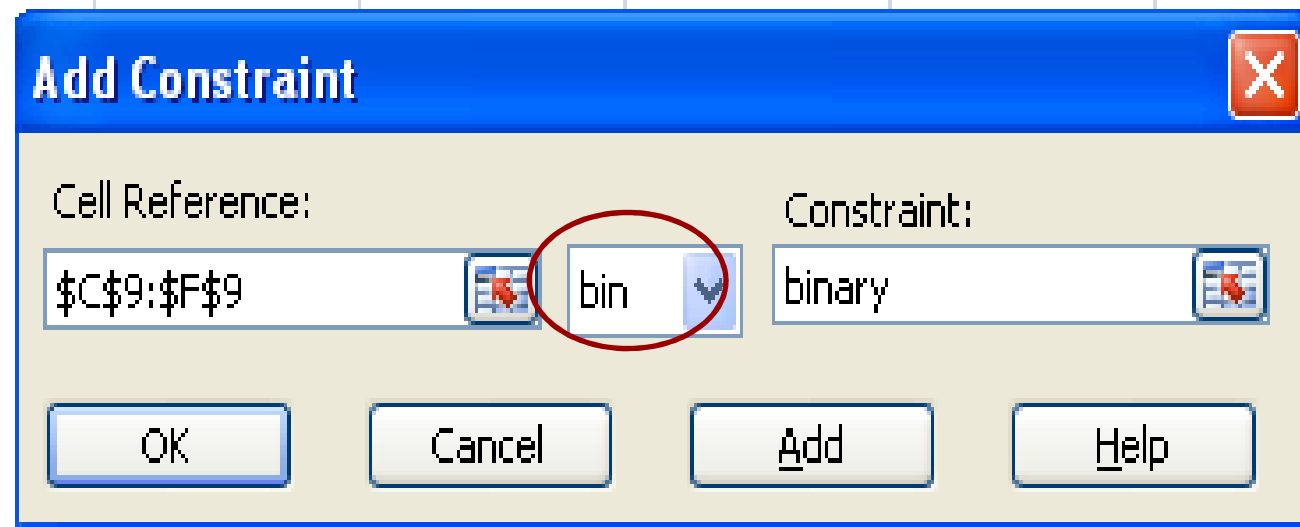 Add Constraint
Cell Reference:
Constraint:
$C$9:$F$9
bin
binary
OK
Cancel
Add
Help